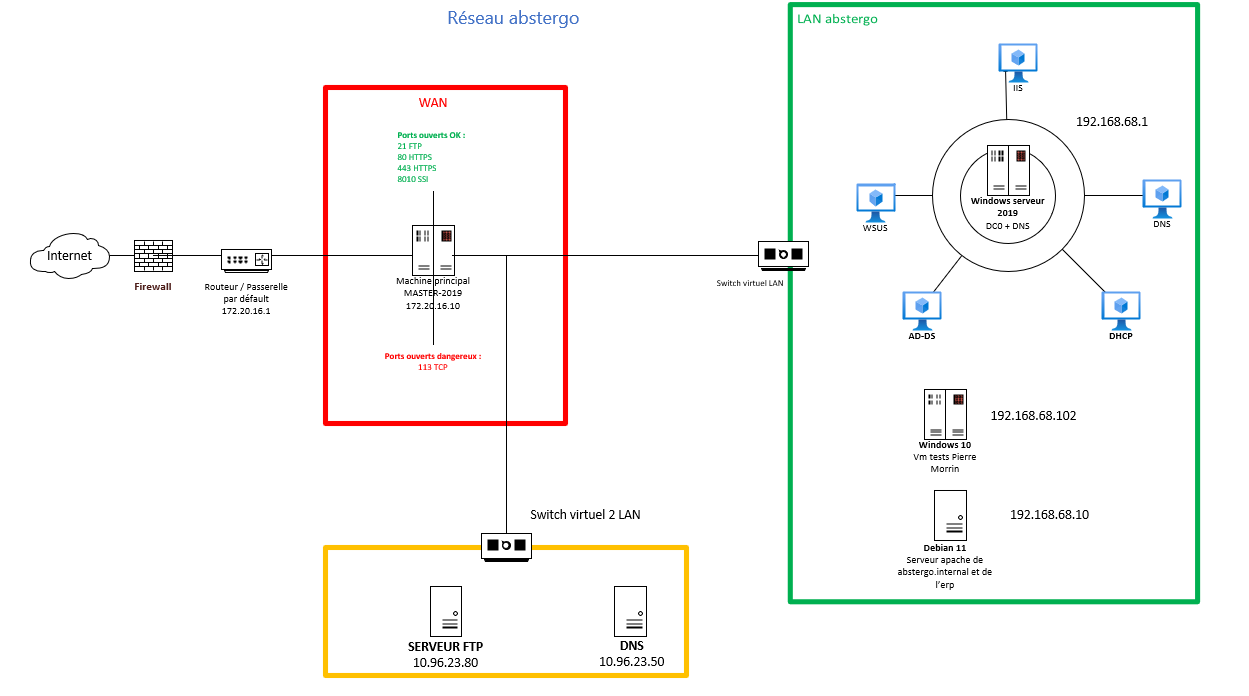 Réseau abstergo
LAN abstergo
WAN
Ports ouverts OK :
21 FTP
80 HTTPS
443 HTTPS
8010 SSI
Internet
Firewall
Routeur / Passerelle
par défault
172.20.16.1
Machine principal
MASTER-2019
172.20.16.10
Ports ouverts dangereux :
113 TCP
Switch virtuel LAN
IIS
192.168.68.1
Windows serveur
2019
DC0 + DNS
WSUS
DNS
AD-DS
DHCP
Windows 10
Vm tests Pierre
Morrin
192.168.68.102
Debian 11
Serveur apache de
abstergo.internal et de
l'erp
192.168.68.10
Switch virtuel 2 LAN
SERVEUR FTP
10.96.23.80
DNS
10.96.23.50